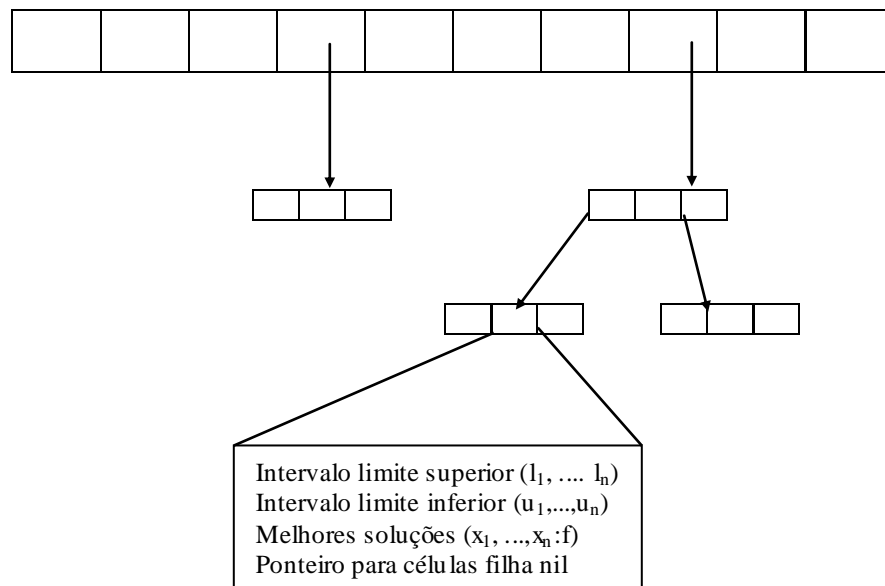 Intervalo limite superior (l₁, .... lₙ)
Intervalo limite inferior (u₁,...,uₙ)
Melhores soluções (x₁, ...,xₙ:f)
Ponteiro para células filha nil